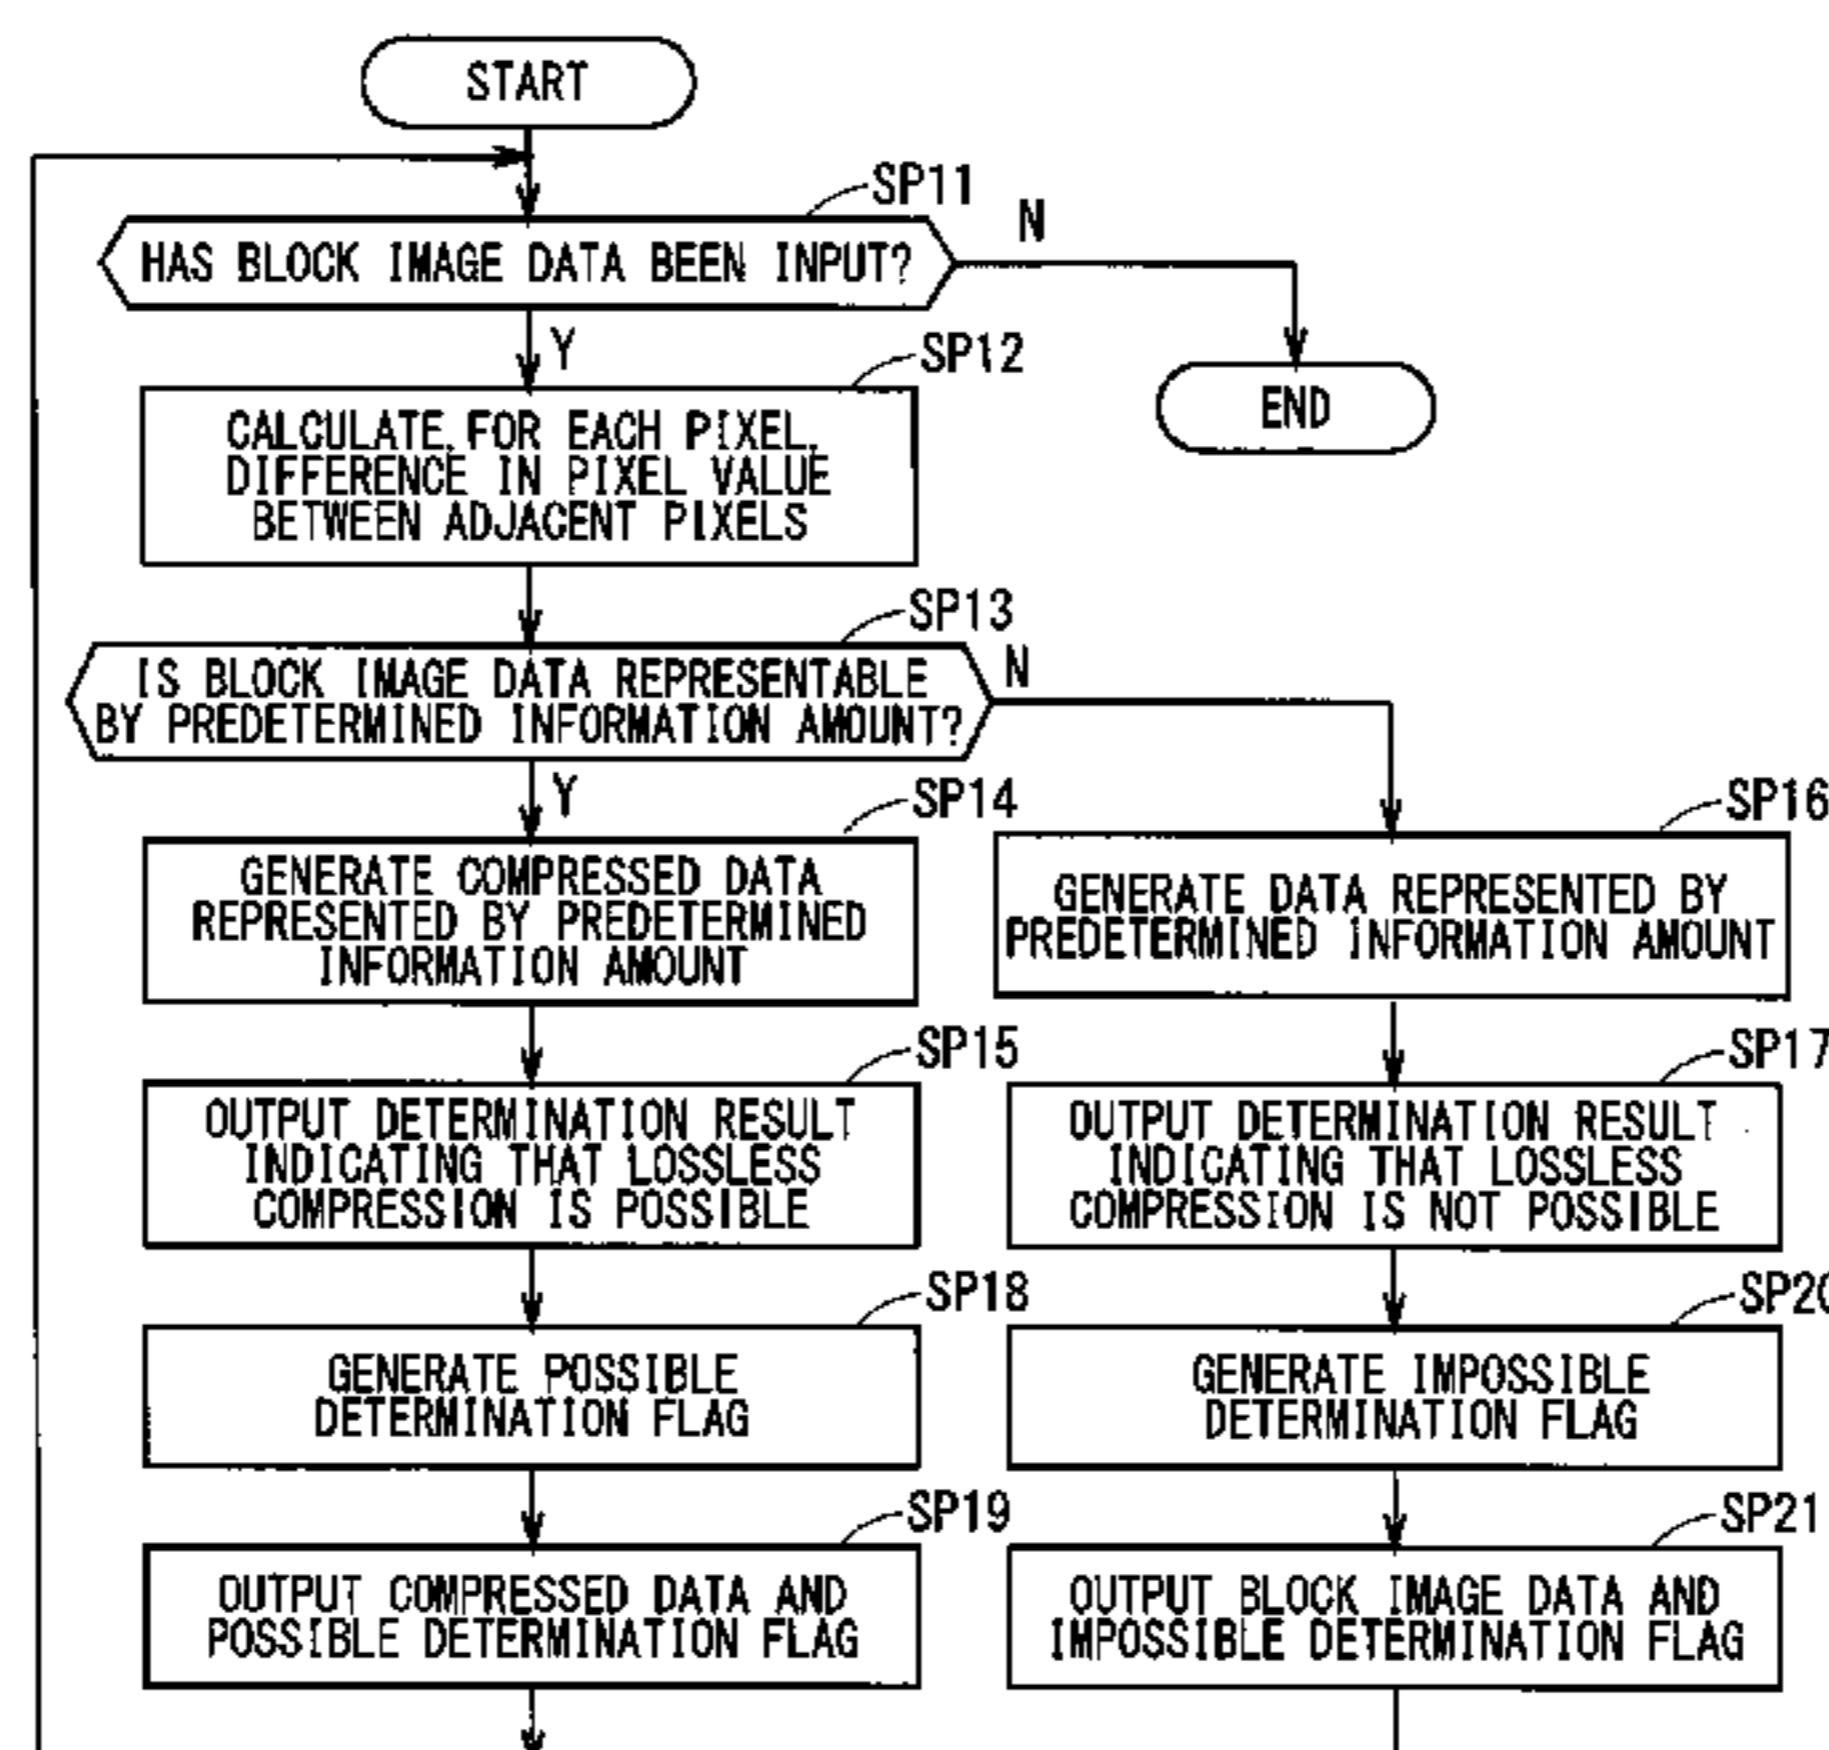 START
SP11
HAS BLOCK IMAGE DATA BEEN INPUT?
N
Y
END
SP12
CALCULATE, FOR EACH PIXEL,
DIFFERENCE IN PIXEL VALUE
BETWEEN ADJACENT PIXELS
SP13
IS BLOCK IMAGE DATA REPRESENTABLE
BY PREDETERMINED INFORMATION AMOUNT?
N
Y
SP14
GENERATE COMPRESSED DATA
REPRESENTED BY PREDETERMINED
INFORMATION AMOUNT
SP16
GENERATE DATA REPRESENTED BY
PREDETERMINED INFORMATION AMOUNT
SP15
OUTPUT DETERMINATION RESULT
INDICATING THAT LOSSLESS
COMPRESSION IS POSSIBLE
SP17
OUTPUT DETERMINATION RESULT
INDICATING THAT LOSSLESS
COMPRESSION IS NOT POSSIBLE
SP18
GENERATE POSSIBLE
DETERMINATION FLAG
SP20
GENERATE IMPOSSIBLE
DETERMINATION FLAG
SP19
OUTPUT COMPRESSED DATA AND
POSSIBLE DETERMINATION FLAG
SP21
OUTPUT BLOCK IMAGE DATA AND
IMPOSSIBLE DETERMINATION FLAG